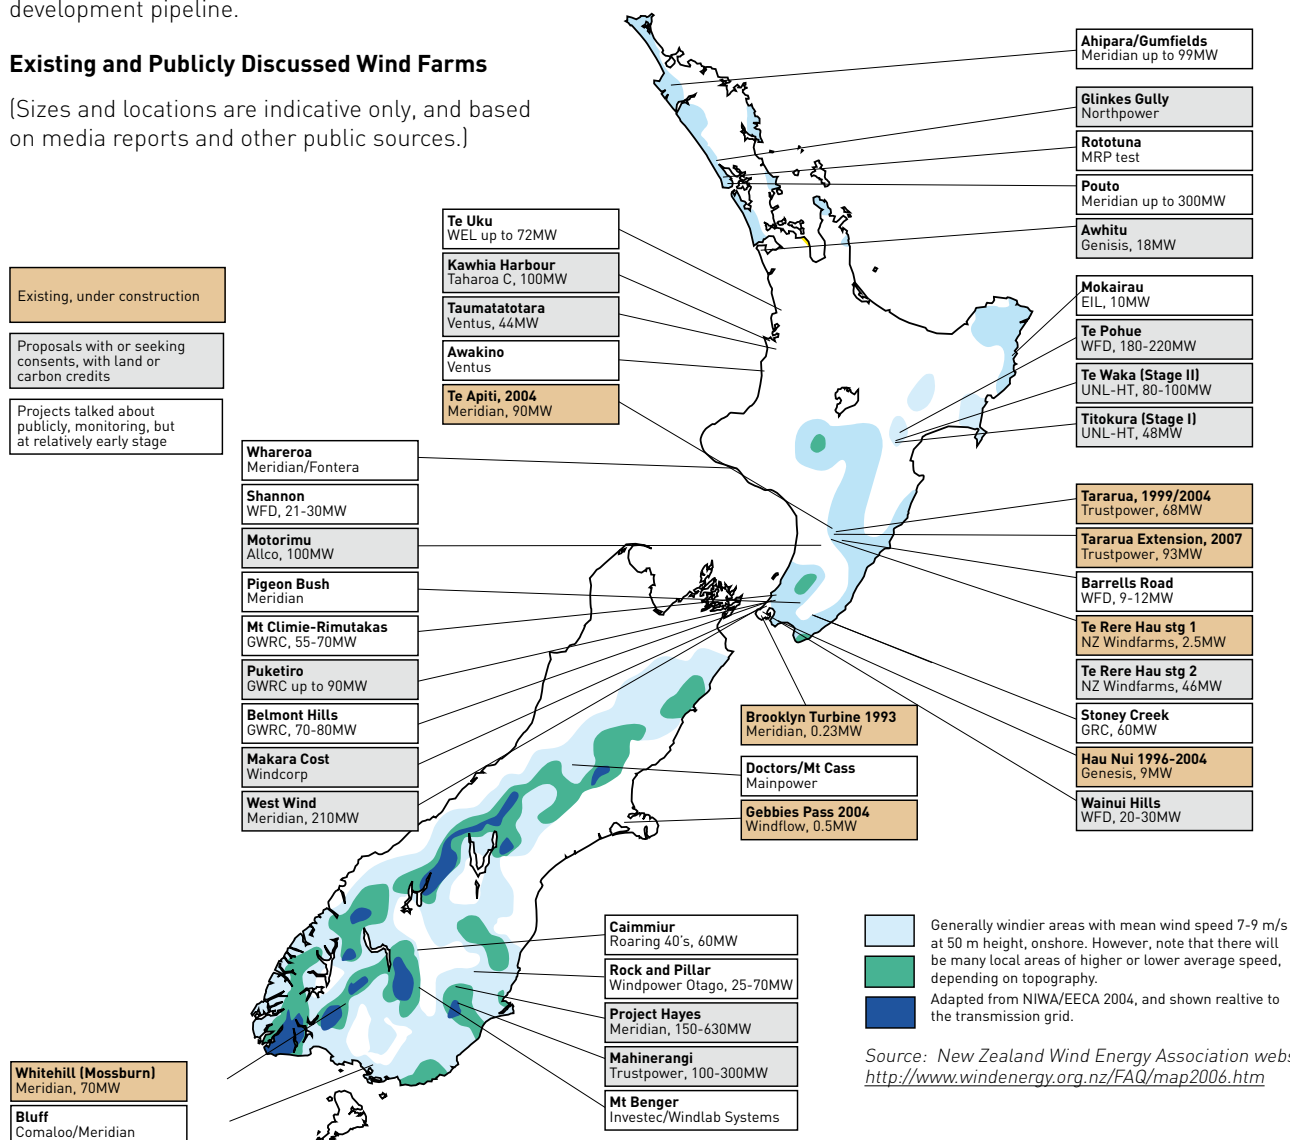 development pipeline.
Existing and Publicly Discussed Wind Farms
(Sizes and locations are indicative only, and based
on media reports and other public sources.)
Existing, under construction
Proposals with or seeking
consents, with land or
carbon credits
Projects talked about
publicly, monitoring, but
at relatively early stage
Te Uku
WEL up to 72MW
Kawhia Harbour
Taharoa C, 100MW
Taumatatotara
Ventus, 44MW
Awakino
Ventus
Te Apiti, 2004
Meridian, 90MW
Whareroa
Meridian/Fontera
Shannon
WFD, 21-30MW
Motorimu
Allco, 100MW
Pigeon Bush
Meridian
Mt Climie-Rimutakas
GWRC, 55-70MW
Puketiro
GWRC up to 90MW
Belmont Hills
GWRC, 70-80MW
Makara Cost
Windcorp
West Wind
Meridian, 210MW
Ahipara/Gumfields
Meridian up to 99MW
Glinkes Gully
Northpower
Rototuna
MRP test
Pouto
Meridian up to 300MW
Awhitu
Genisis, 18MW
Mokairau
EIL, 10MW
Te Pohue
WFD, 180-220MW
Te Waka (Stage II)
UNL-HT, 80-100MW
Titokura (Stage I)
UNL-HT, 48MW
Tararua, 1999/2004
Trustpower, 68MW
Tararua Extension, 2007
Trustpower, 93MW
Barrells Road
WFD, 9-12MW
Te Rere Hau stg 1
NZ Windfarms, 2.5MW
Te Rere Hau stg 2
NZ Windfarms, 46MW
Stoney Creek
GRC, 60MW
Hau Nui 1996-2004
Genesis, 9MW
Wainui Hills
WFD, 20-30MW
Brooklyn Turbine 1993
Meridian, 0.23MW
Doctors/Mt Cass
Mainpower
Gebbies Pass 2004
Windflow, 0.5MW
Caimmiur
Roaring 40's, 60MW
Rock and Pillar
Windpower Otago, 25-70MW
Project Hayes
Meridian, 150-630MW
Mahinerangi
Trustpower, 100-300MW
Mt Benger
Investec/Windlab Systems
Whitehill (Mossburn)
Meridian, 70MW
Bluff
Comaloo/Meridian
Generally windier areas with mean wind speed 7-9 m/s
at 50 m height, onshore. However, note that there will
be many local areas of higher or lower average speed,
depending on topography.
Adapted from NIWA/EECA 2004, and shown realtive to
the transmission grid.
Source: New Zealand Wind Energy Association webs
http://www.windenergy.org.nz/FAQ/map2006.htm